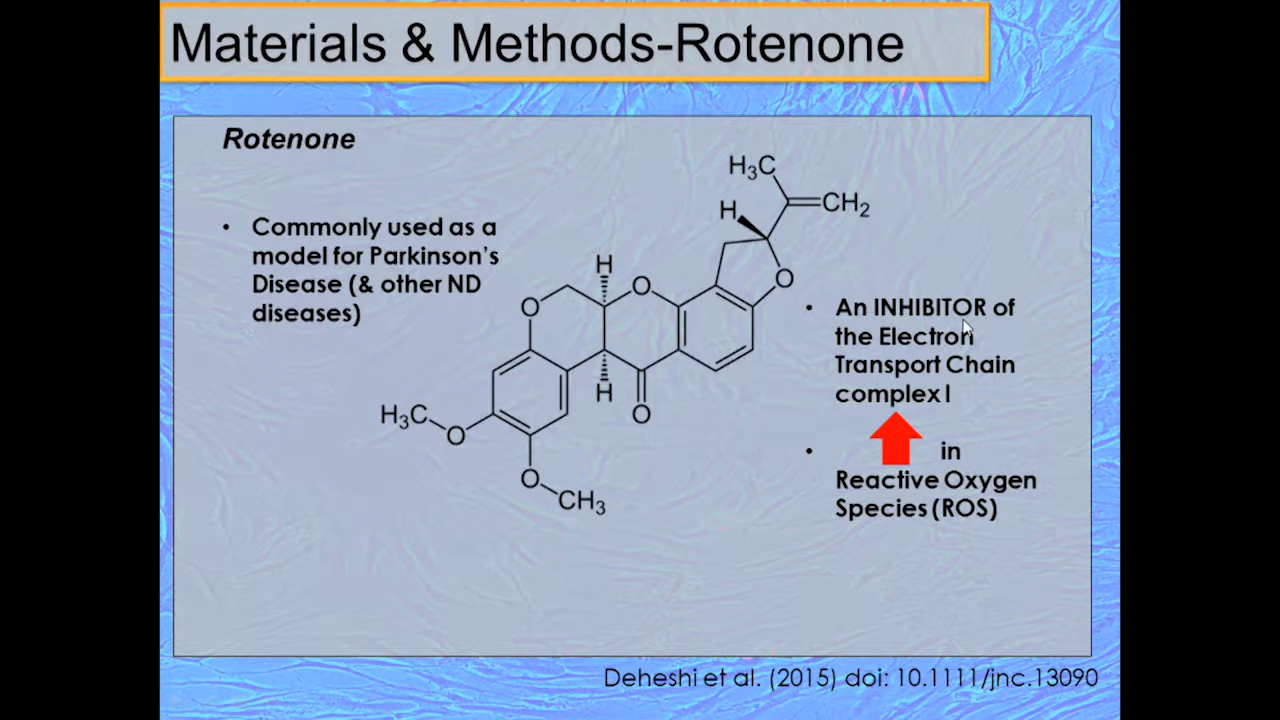 Materials & Methods-Rotenone
Rotenone
• Commonly used as a
model for Parkinson's
Disease (& other ND
diseases)
H₃C
H
CH₂
O
H
O
O
H
O
H₃C
O
O
CH₃
• An INHIBITOR of
the Electron
Transport Chain
complex I
• in
Reactive Oxygen
Species (ROS)
Deheshi et al. (2015) doi: 10.1111/jnc.13090